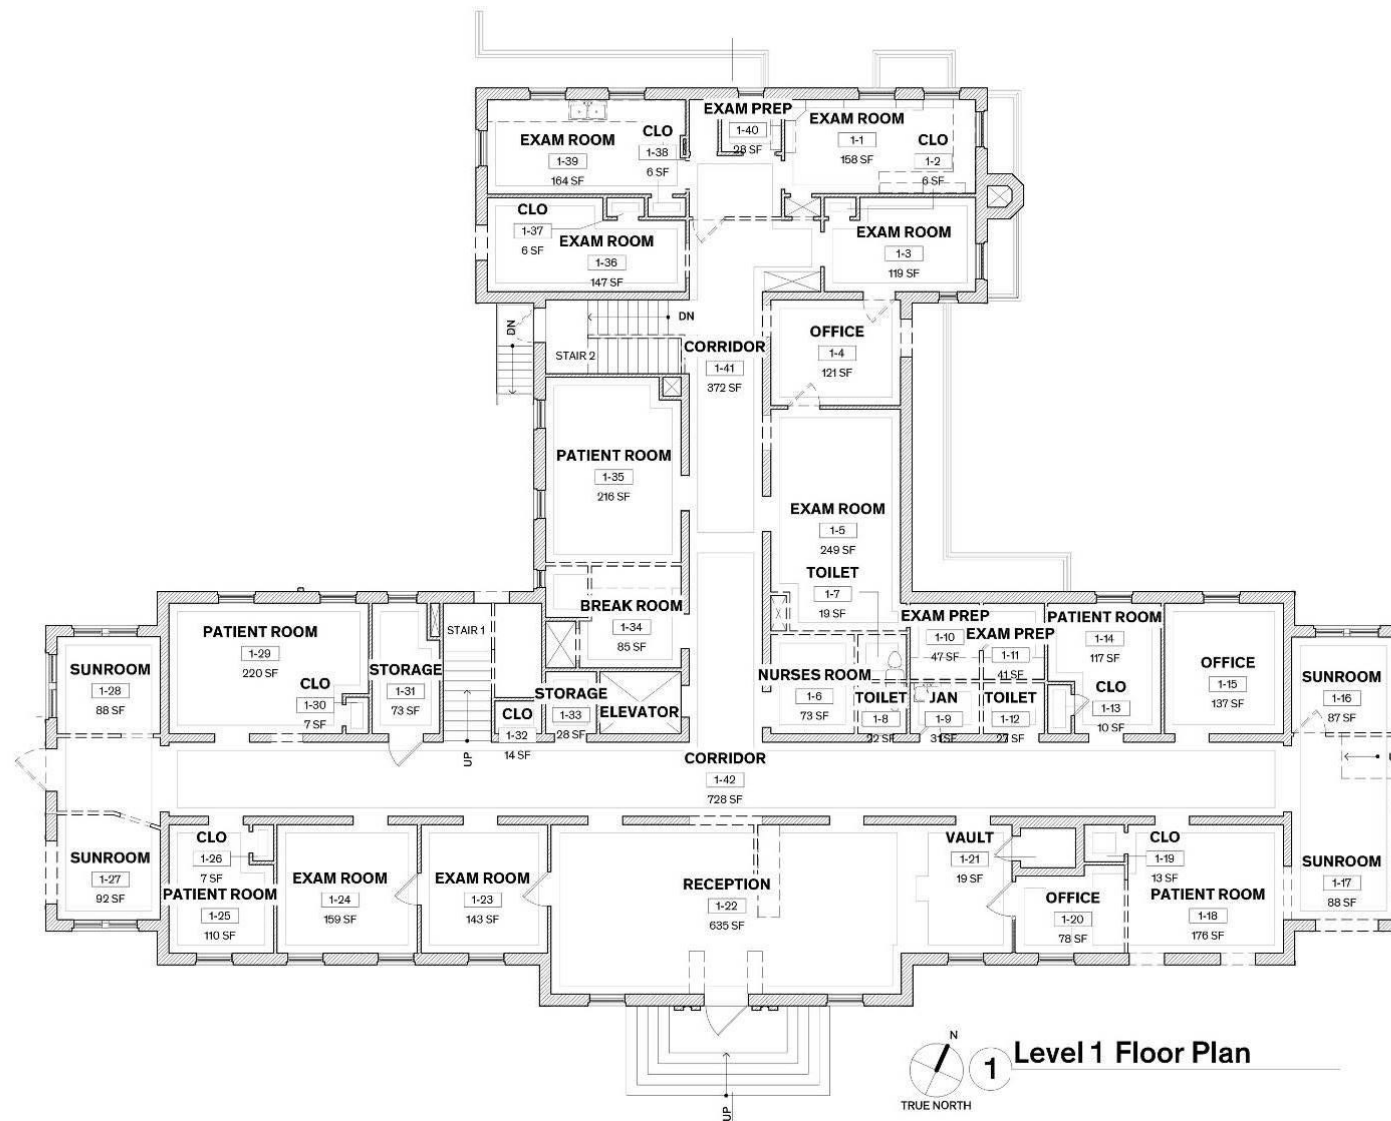 EXAM PREP
1-40
28 SF
EXAM ROOM
1-1
158 SF
CLO
1-2
6 SF
CLO
1-38
6 SF
EXAM ROOM
1-39
164 SF
CLO
1-37
6 SF
EXAM ROOM
1-36
147 SF
EXAM ROOM
1-3
119 SF
DN
DN
STAIR 2
CORRIDOR
1-41
372 SF
OFFICE
1-4
121 SF
PATIENT ROOM
1-35
216 SF
EXAM ROOM
1-5
249 SF
TOILET
1-7
19 SF
BREAK ROOM
1-34
85 SF
EXAM PREP
1-10
47 SF
EXAM PREP
1-11
41 SF
PATIENT ROOM
1-14
117 SF
PATIENT ROOM
1-29
220 SF
STAIR 1
SUNROOM
1-28
88 SF
CLO
1-30
7 SF
STORAGE
1-31
73 SF
STORAGE
1-33
28 SF
ELEVATOR
CLO
1-32
14 SF
UP
NURSES ROOM
1-6
73 SF
TOILET
1-8
22 SF
JAN
1-9
31 SF
TOILET
1-12
27 SF
CLO
1-13
10 SF
OFFICE
1-15
137 SF
SUNROOM
1-16
87 SF
CORRIDOR
1-42
728 SF
SUNROOM
1-27
92 SF
CLO
1-26
7 SF
PATIENT ROOM
1-25
110 SF
EXAM ROOM
1-24
159 SF
EXAM ROOM
1-23
143 SF
RECEPTION
1-22
635 SF
VAULT
1-21
19 SF
OFFICE
1-20
78 SF
CLO
1-19
13 SF
PATIENT ROOM
1-18
176 SF
SUNROOM
1-17
88 SF
UP
N
TRUE NORTH
1
Level 1 Floor Plan